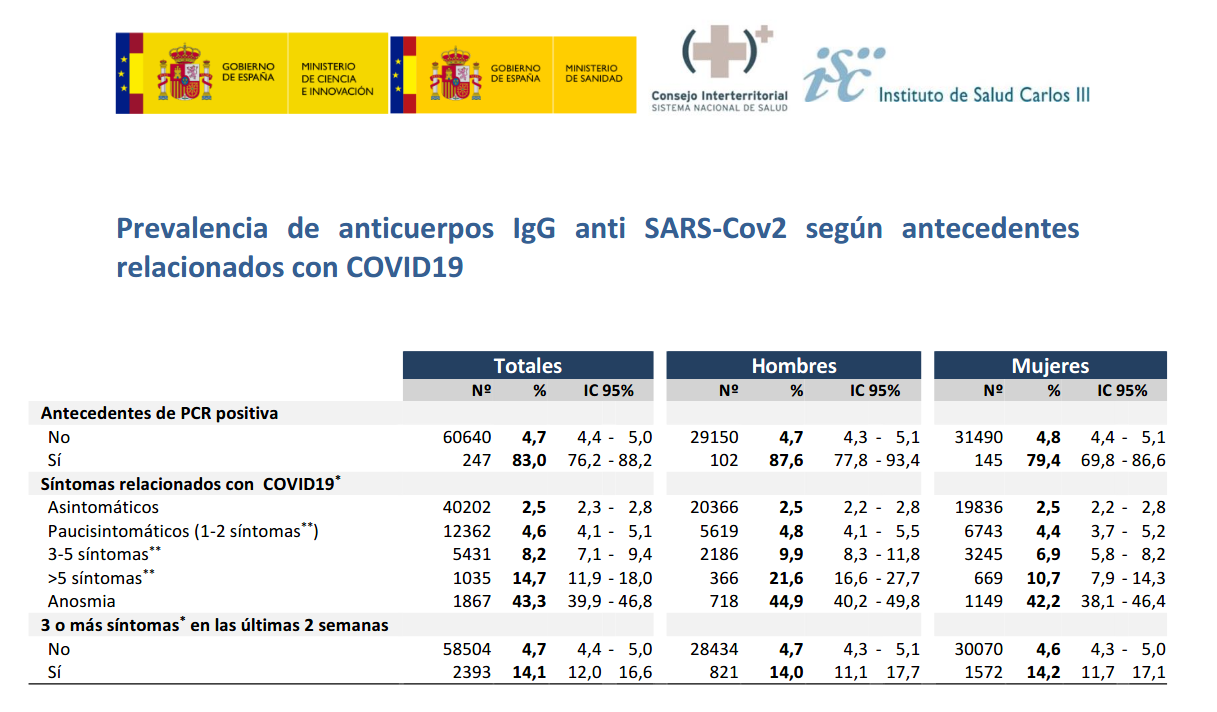 GOBIERNO
DE ESPAÑA
MINISTERIO
DE CIENCIA
E INNOVACIÓN
GOBIERNO
DE ESPAÑA
MINISTERIO
DE SANIDAD
Consejo Interterritorial
SISTEMA NACIONAL DE SALUD
isc
Instituto de Salud Carlos III
Prevalencia de anticuerpos IgG anti SARS-Cov2 según antecedentes
relacionados con COVID19
Totales Hombres Mujeres
Nº % IC 95% Nº % IC 95% Nº % IC 95%
Antecedentes de PCR positiva
No 60640 4,7 4,4 - 5,0 29150 4,7 4,3 - 5,1 31490 4,8 4,4 - 5,1
Sí 247 83,0 76,2 - 88,2 102 87,6 77,8 - 93,4 145 79,4 69,8 - 86,6
Síntomas relacionados con COVID19*
Asintomáticos 40202 2,5 2,3 - 2,8 20366 2,5 2,2 - 2,8 19836 2,5 2,2 - 2,8
Paucisintomáticos (1-2 síntomas**) 12362 4,6 4,1 - 5,1 5619 4,8 4,1 - 5,5 6743 4,4 3,7 - 5,2
3-5 síntomas** 5431 8,2 7,1 - 9,4 2186 9,9 8,3 - 11,8 3245 6,9 5,8 - 8,2
>5 síntomas** 1035 14,7 11,9 - 18,0 366 21,6 16,6 - 27,7 669 10,7 7,9 - 14,3
Anosmia 1867 43,3 39,9 - 46,8 718 44,9 40,2 - 49,8 1149 42,2 38,1 - 46,4
3 o más síntomas* en las últimas 2 semanas
No 58504 4,7 4,4 - 5,0 28434 4,7 4,3 - 5,1 30070 4,6 4,3 - 5,0
Sí 2393 14,1 12,0 - 16,6 821 14,0 11,1 - 17,7 1572 14,2 11,7 - 17,1